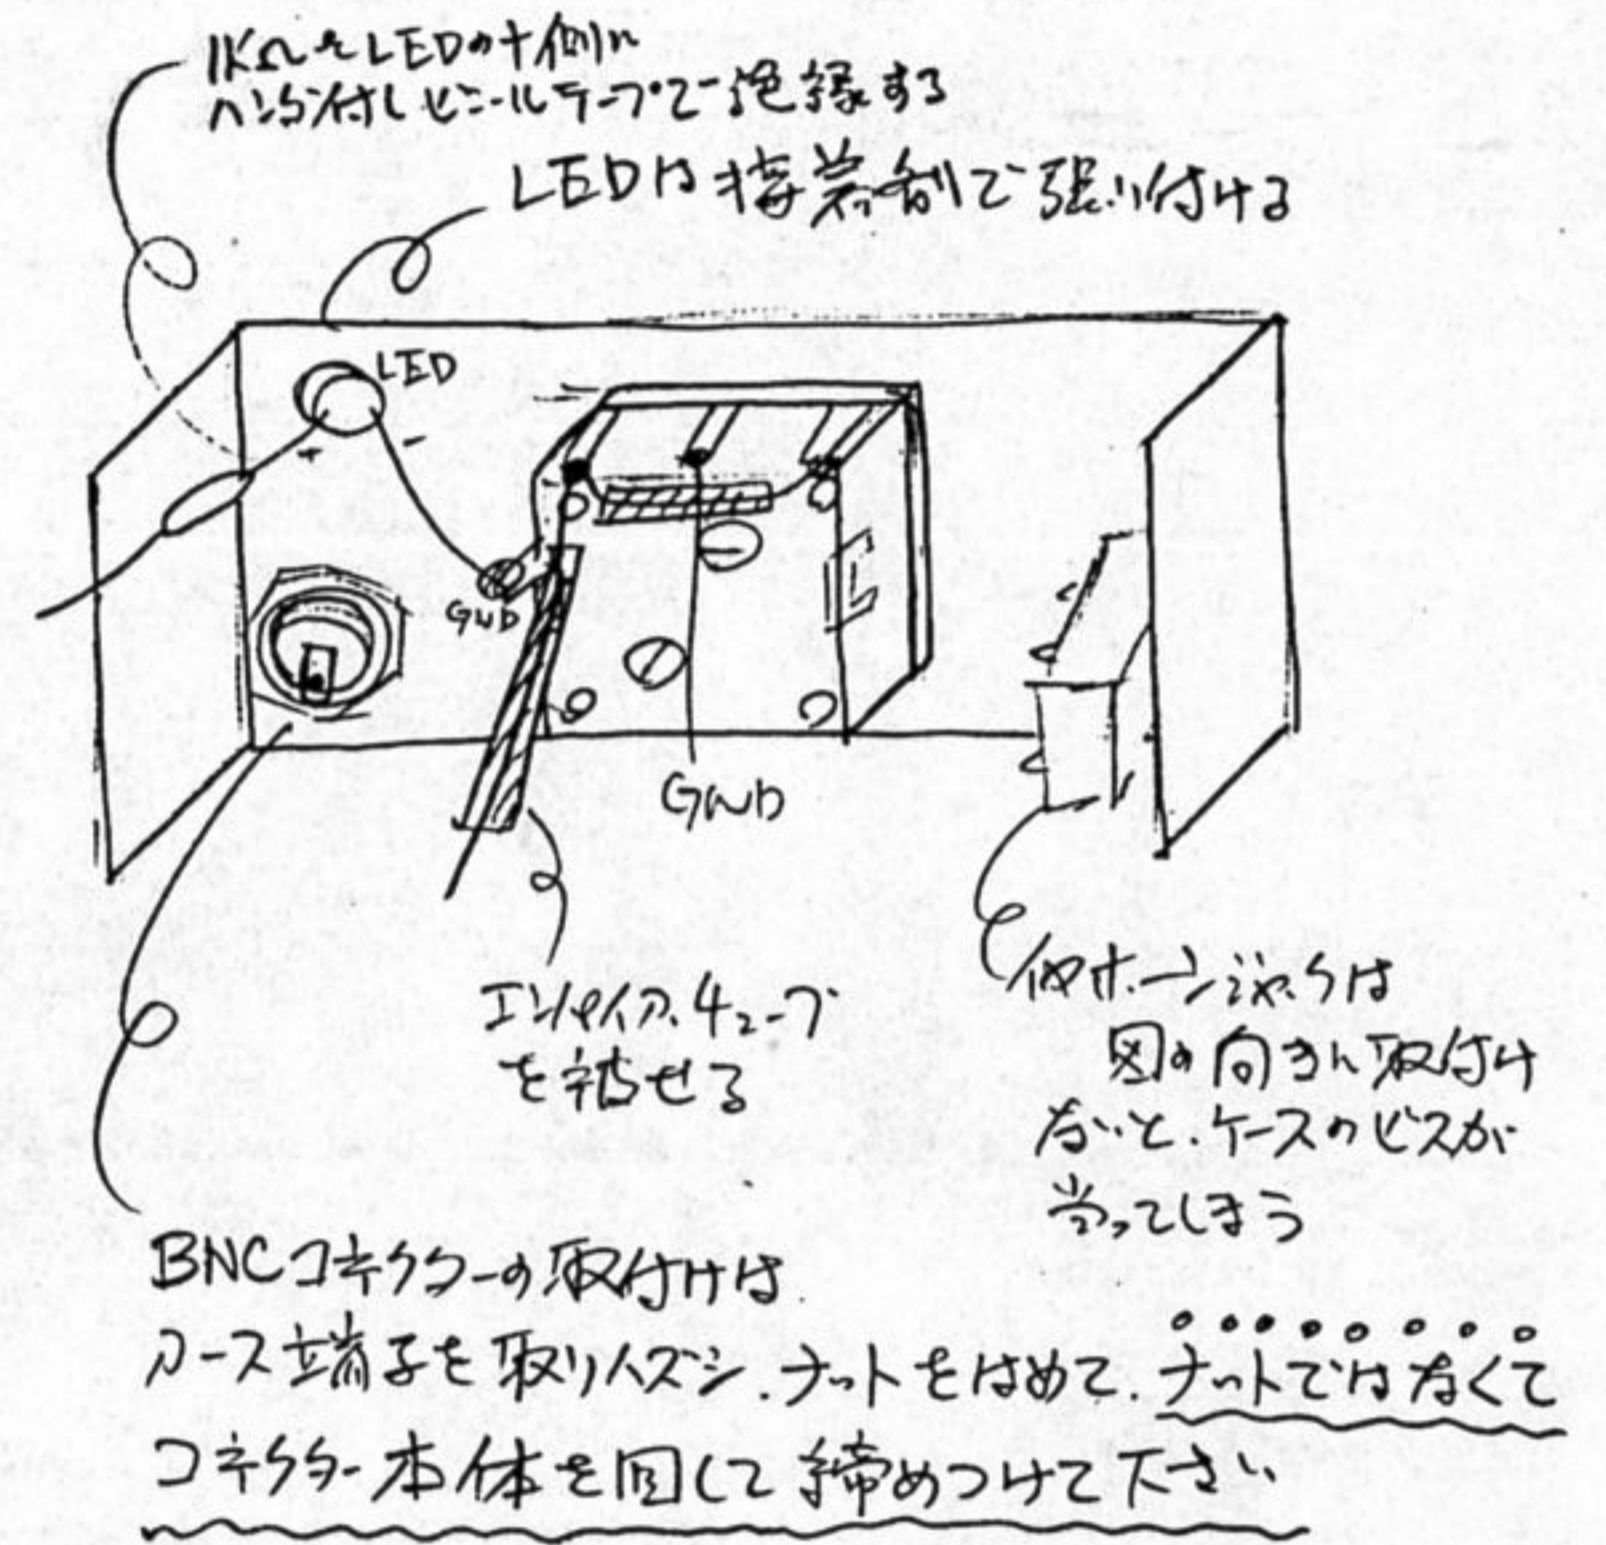 1KΩをLEDの+側に
ハンダ付しビニールテープで絶縁する
LEDは接着剤で張り付ける
LED
+
-
GND
GND
エンパイア、チューブ
を被せる
イヤホーンジャックは
図の向きに取付け
ないと、ケースのビスが
当ってしまう
BNCコネクターの取付けは、
アース端子を取りハズシ、ナットをはめて、ナットではなくて
コネクター本体を回して締めつけて下さい